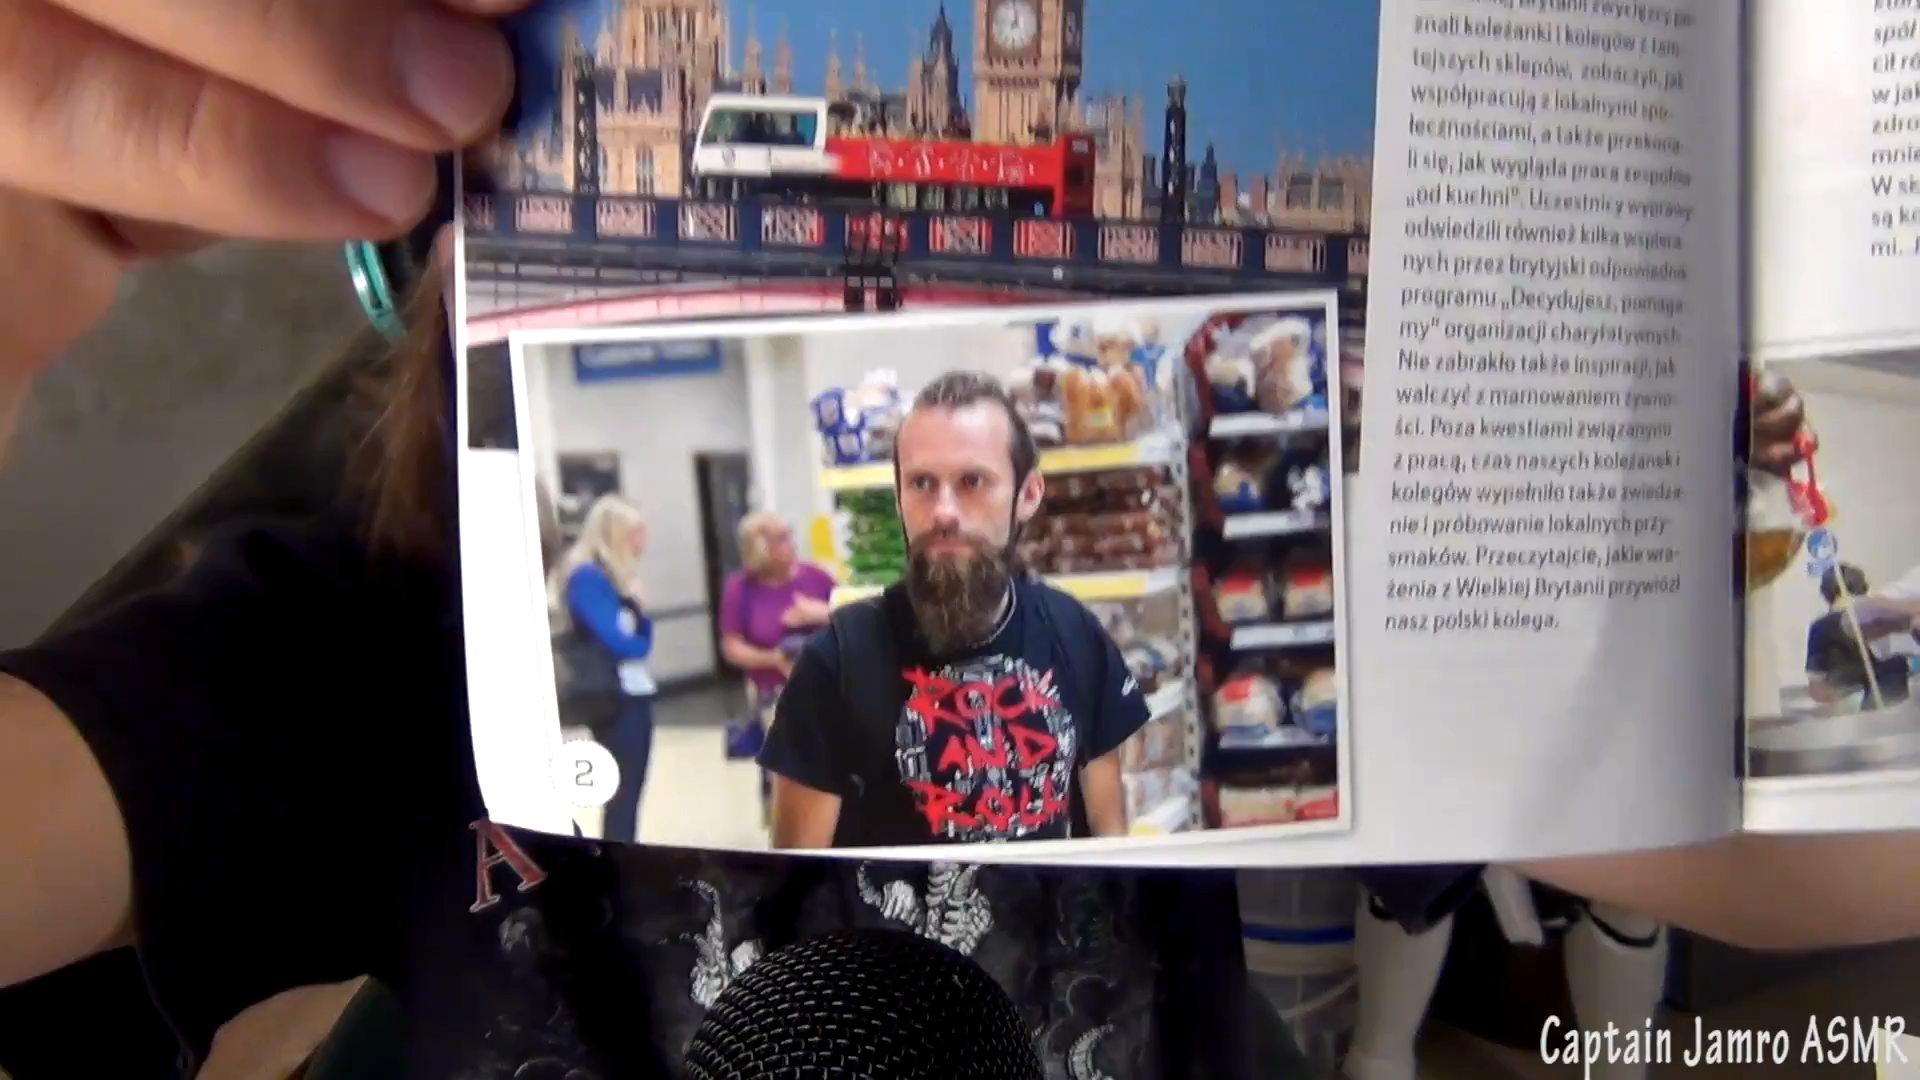 znali koleżanki i kolegów z tam-
tejszych sklepów, zobaczyli, jak
współpracują z lokalnymi spo-
łecznościami, a także przekona-
li się, jak wygląda praca zespołów
„od kuchni”. Uczestnicy wyprawy
odwiedzili również kilka wspiera-
nych przez brytyjski odpowiednik
programu „Decydujesz, pomaga-
my” organizacji charytatywnych.
Nie zabrakło także inspiracji, jak
walczyć z marnowaniem żywno-
ści. Poza kwestiami związanymi
z pracą, czas naszych koleżanek i
kolegów wypełniło także zwiedza-
nie i próbowanie lokalnych przy-
smaków. Przeczytajcie, jakie wra-
żenia z Wielkiej Brytanii przywiózł
nasz polski kolega.
ROCK
AND
ROLL
2
A
Captain Jamro ASMR